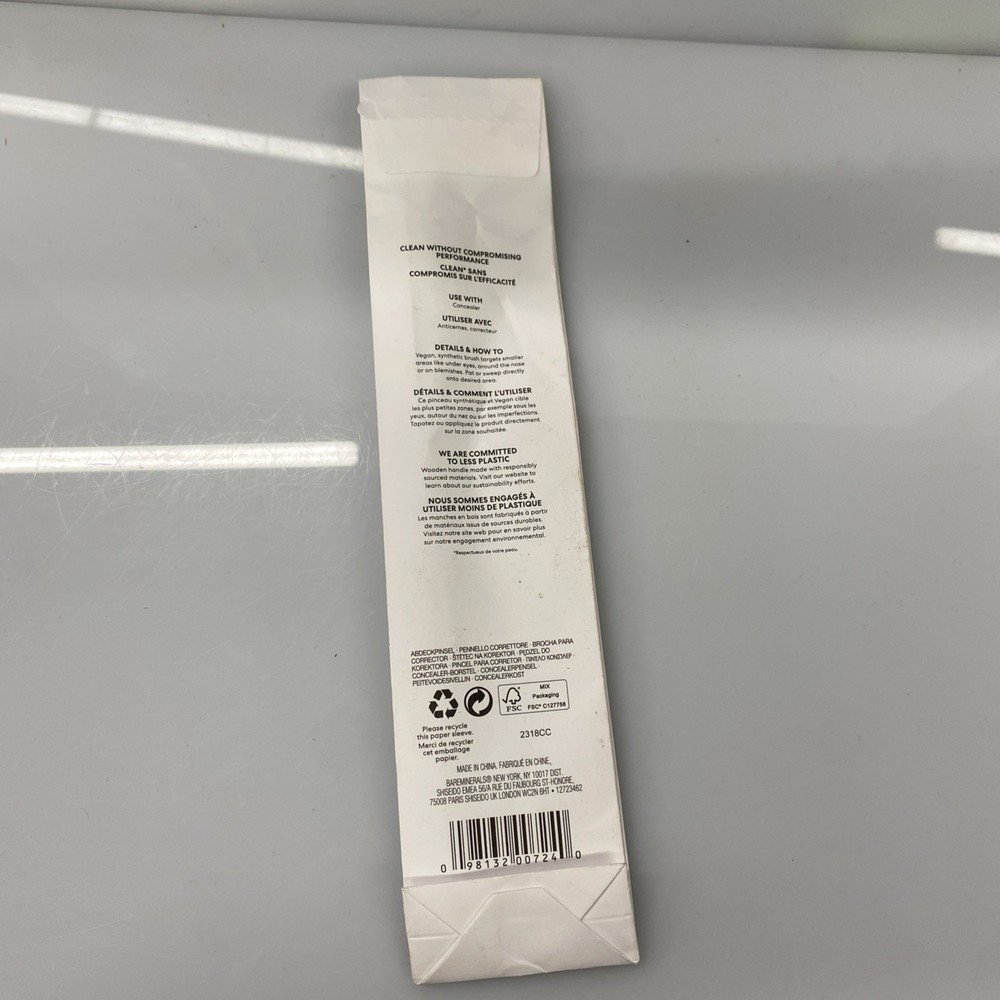 CLEAN WITHOUT COMPROMISING
PERFORMANCE
CLEAN* SANS
COMPROMIS SUR L'EFFICACITÉ
USE WITH
Concealer
UTILISER AVEC
Anticernes, correcteur
DETAILS & HOW TO
Vegan, synthetic brush targets smaller
areas like under eyes, around the nose
or on blemishes. Pat or sweep directly
onto desired area.
DÉTAILS & COMMENT L'UTILISER
Ce pinceau synthétique et Vegan cible
les plus petites zones, par exemple sous les
yeux, autour du nez ou sur les imperfections.
Tapotez ou appliquez le produit directement
sur la zone souhaitée.
WE ARE COMMITTED
TO LESS PLASTIC
Wooden handle made with responsibly
sourced materials. Visit our website to
learn about our sustainability efforts.
NOUS SOMMES ENGAGÉS À
UTILISER MOINS DE PLASTIQUE
Les manches en bois sont fabriqués à partir
de matériaux issus de sources durables.
Visitez notre site web pour en savoir plus
sur notre engagement environnemental.
*Respectueux de votre peau.
ABDECKPINSEL · PENNELLO CORRETTORE · BROCHA PARA
CORRECTOR · ŠTĚTEC NA KOREKTOR · PĘDZEL DO
KOREKTORA · PINCEL PARA CORRETOR · ΠΙΝΕΛΟ ΚΟΝΣΙΛΕΡ ·
CONCEALER-BORSTEL · CONCEALERPENSEL ·
PEITEVOIDESIVELLIN · CONCEALERKOST
FSC
MIX
Packaging
FSC® C127758
Please recycle
this paper sleeve.
Merci de recycler
cet emballage
papier.
2318CC
MADE IN CHINA. FABRIQUÉ EN CHINE,
BAREMINERALS® NEW YORK, NY 10017 DIST.
SHISEIDO EMEA 56/A RUE DU FAUBOURG ST-HONORE,
75008 PARIS SHISEIDO UK LONDON WC2N 6HT • 12723462
0 98132 00724 0